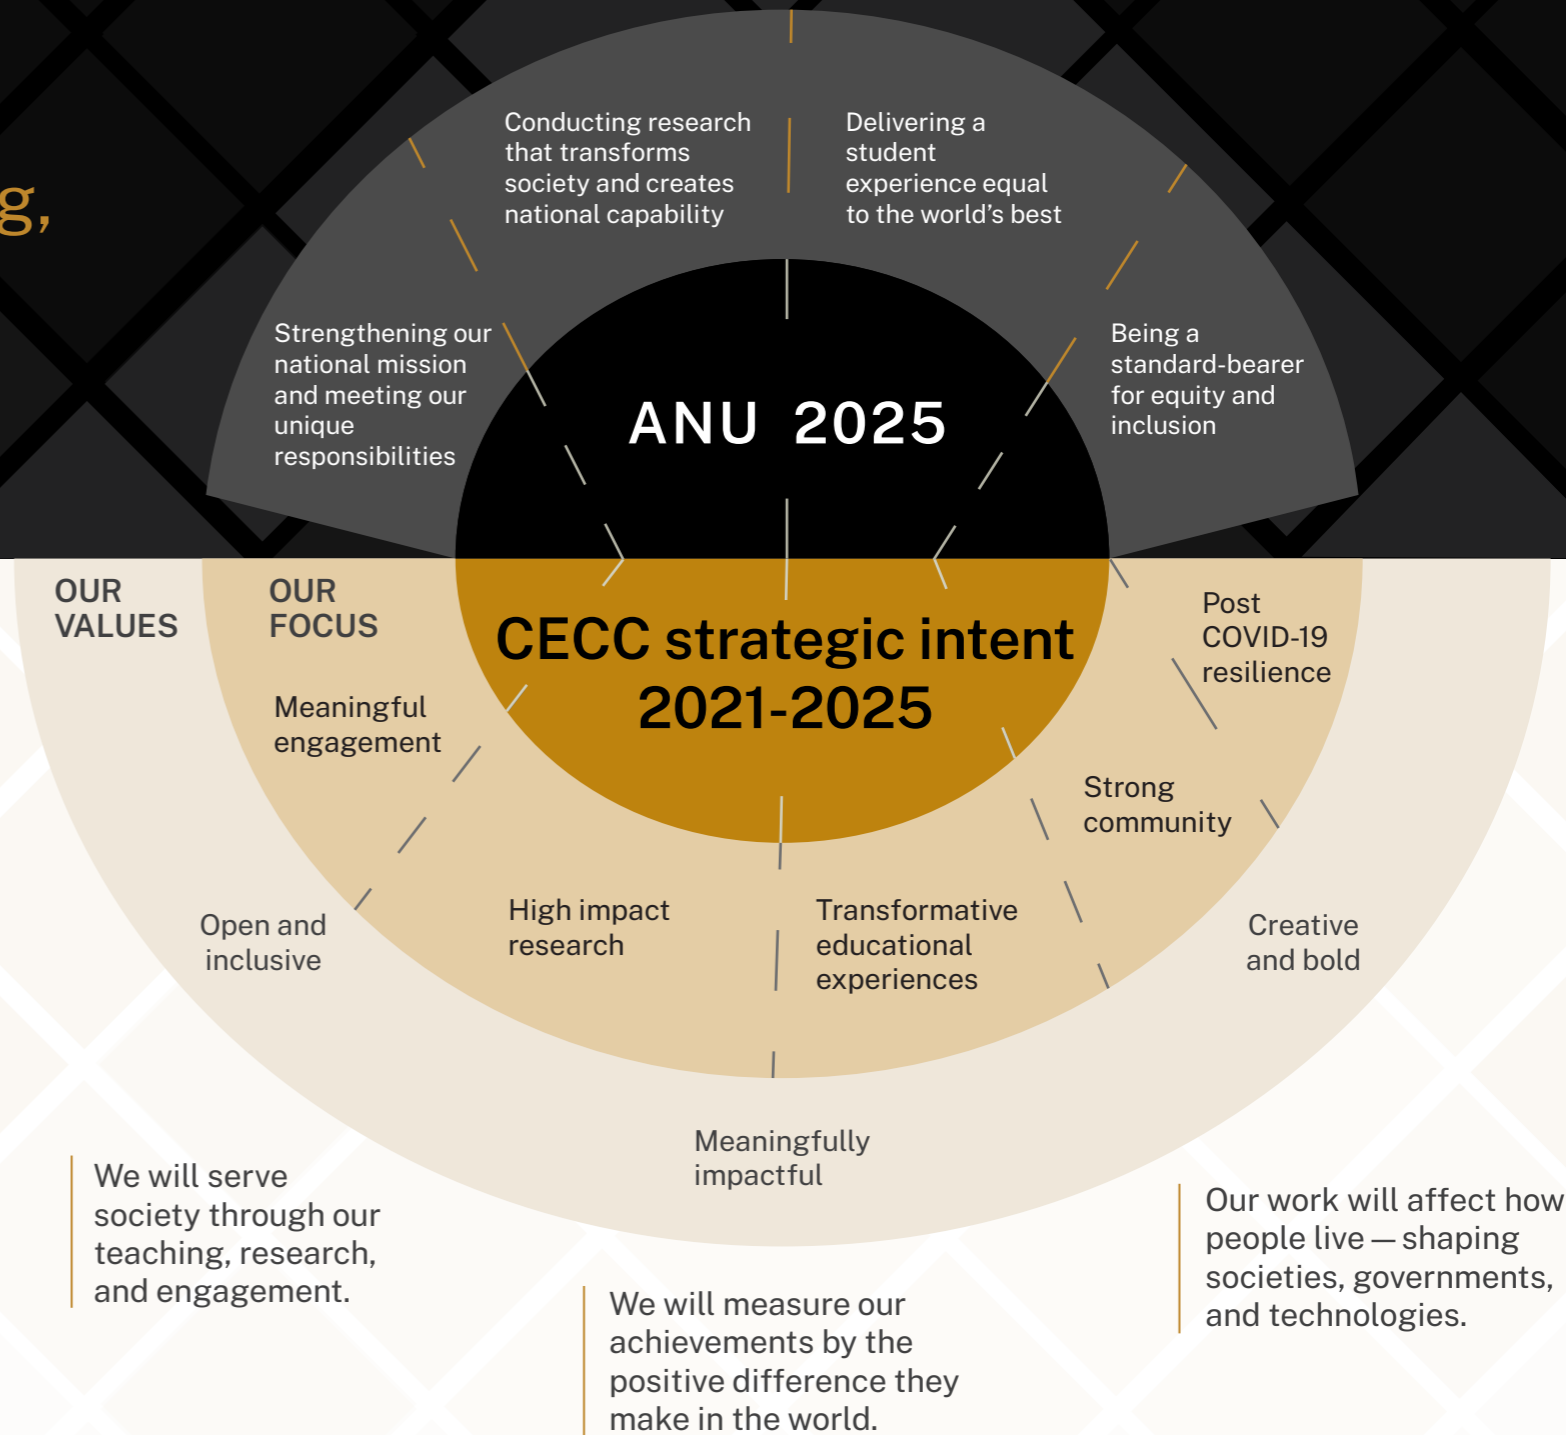 g,
Conducting research
that transforms
society and creates
national capability
Delivering a
student
experience equal
to the world’s best
Strengthening our
national mission
and meeting our
unique
responsibilities
Being a
standard-bearer
for equity and
inclusion
ANU 2025
OUR
VALUES
OUR
FOCUS
CECC strategic intent
2021-2025
Post
COVID-19
resilience
Meaningful
engagement
Strong
community
High impact
research
Transformative
educational
experiences
Open and
inclusive
Creative
and bold
Meaningfully
impactful
We will serve
society through our
teaching, research,
and engagement.
We will measure our
achievements by the
positive difference they
make in the world.
Our work will affect how
people live — shaping
societies, governments,
and technologies.